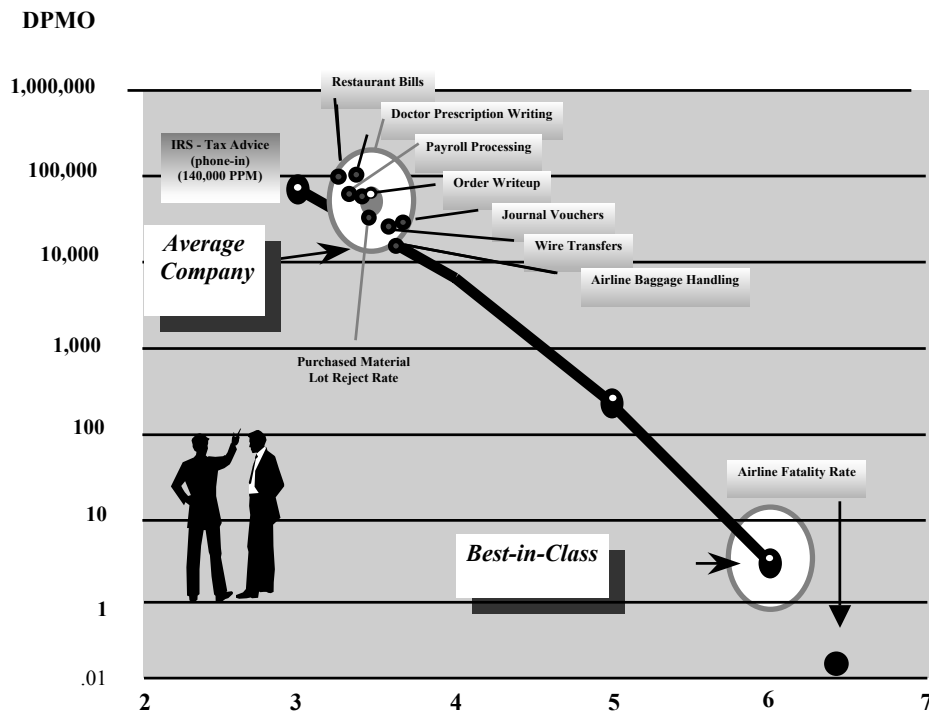 DPMO
1,000,000
Restaurant Bills
Doctor Prescription Writing
IRS - Tax Advice
(phone-in)
(140,000 PPM)
Payroll Processing
100,000
Order Writeup
Journal Vouchers
Average
Company
Wire Transfers
10,000
Airline Baggage Handling
1,000
Purchased Material
Lot Reject Rate
100
Airline Fatality Rate
10
Best-in-Class
1
.01
2
3
4
5
6
7